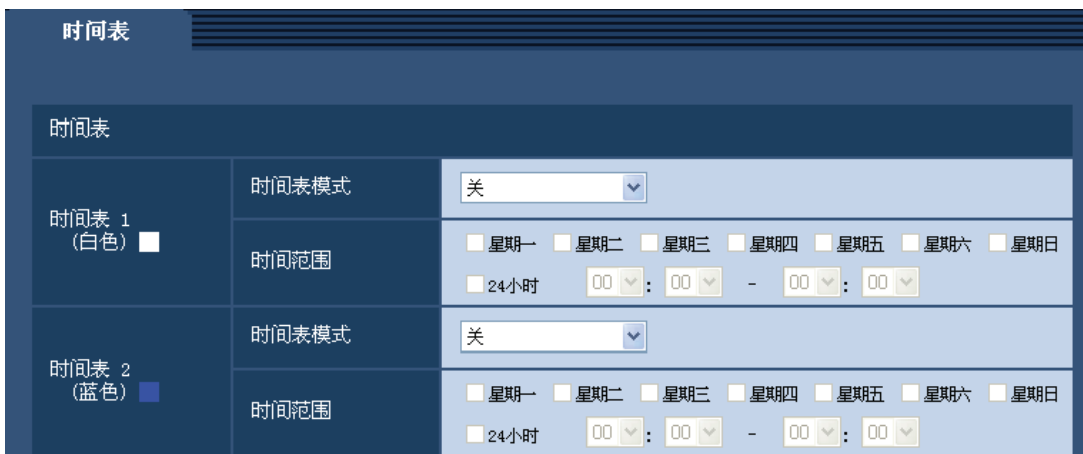 时间表
时间表
时间表 1
(白色)
时间表模式
关
时间范围
星期一 星期二 星期三 星期四 星期五 星期六 星期日
24小时 00 : 00 - 00 : 00
时间表 2
(蓝色)
时间表模式
关
时间范围
星期一 星期二 星期三 星期四 星期五 星期六 星期日
24小时 00 : 00 - 00 : 00